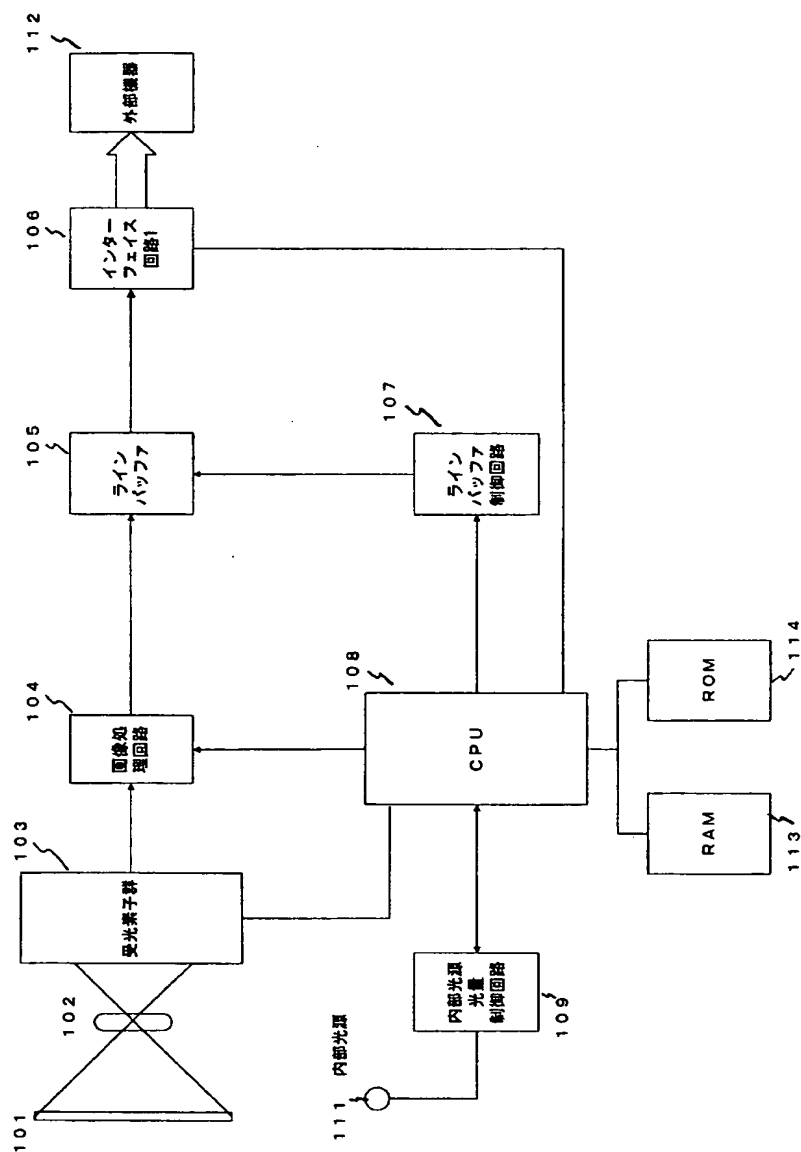 101
102
103
受光素子群
104
画像処
理回路
105
ライン
バッファ
106
インター
フェイス
回路1
112
外部機器
107
ライン
バッファ
制御回路
108
CPU
111
内部光源
内部光源
光量
制御回路
109
RAM
113
ROM
114